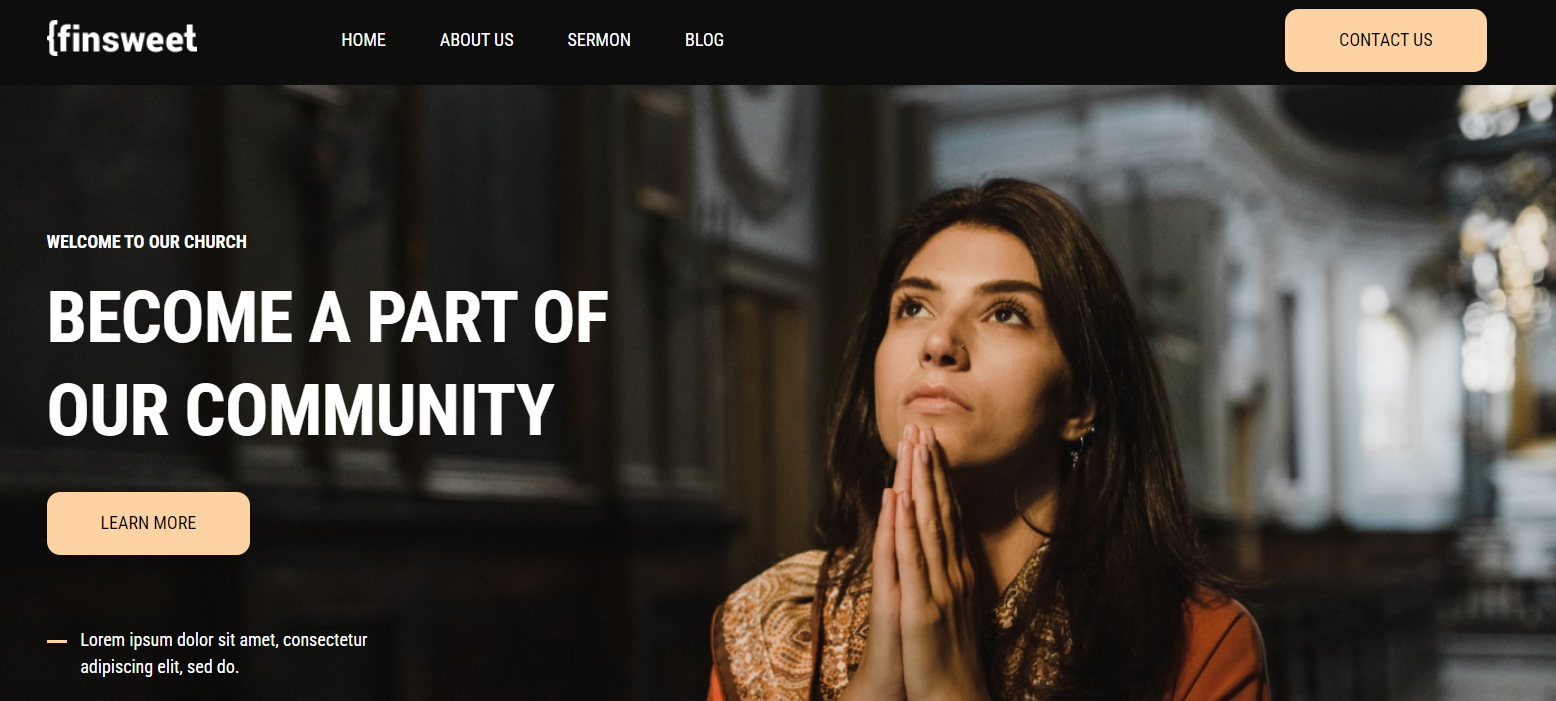 {finsweet
HOME
ABOUT US
SERMON
BLOG
CONTACT US
WELCOME TO OUR CHURCH
BECOME A PART OF
OUR COMMUNITY
LEARN MORE
Lorem ipsum dolor sit amet, consectetur
adipiscing elit, sed do.